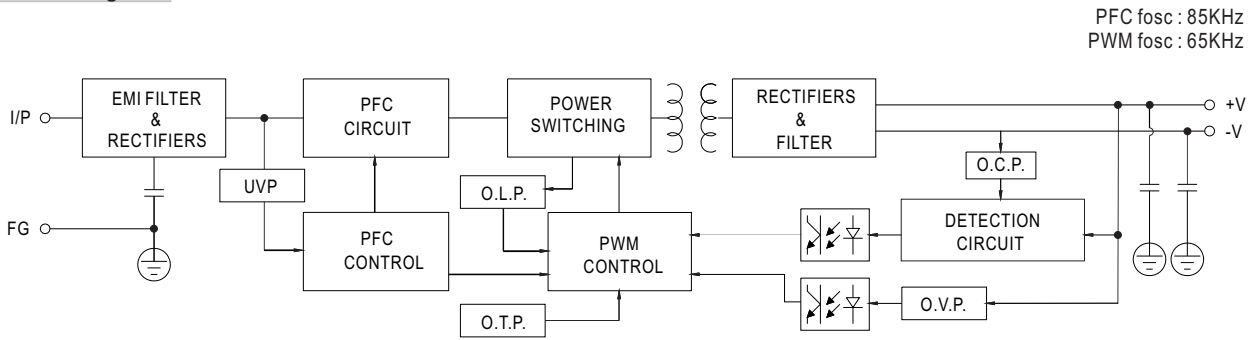 PFC fosc : 85KHz
PWM fosc : 65KHz
I/P
EMI FILTER
&
RECTIFIERS
PFC
CIRCUIT
POWER
SWITCHING
RECTIFIERS
&
FILTER
+V
-V
UVP
O.L.P.
O.C.P.
FG
PFC
CONTROL
PWM
CONTROL
DETECTION
CIRCUIT
O.T.P.
O.V.P.